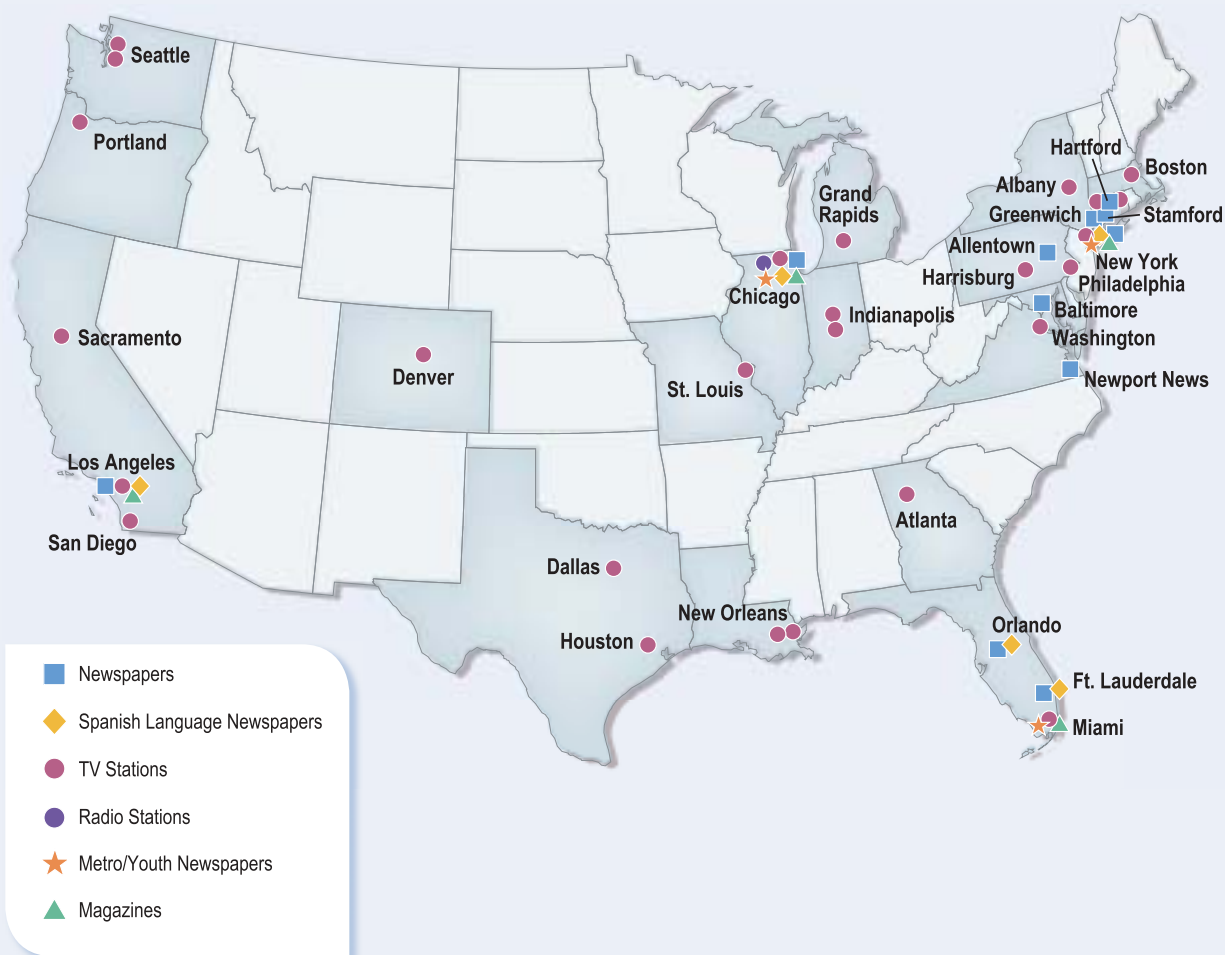 Seattle
Portland
Hartford
Boston
Albany
Grand
Rapids
Greenwich
Stamford
Allentown
New York
Harrisburg
Philadelphia
Chicago
Baltimore
Indianapolis
Sacramento
Washington
Denver
Newport News
St. Louis
Los Angeles
Atlanta
San Diego
Dallas
New Orleans
Orlando
Houston
Ft. Lauderdale
Miami
Newspapers
Spanish Language Newspapers
TV Stations
Radio Stations
Metro/Youth Newspapers
Magazines